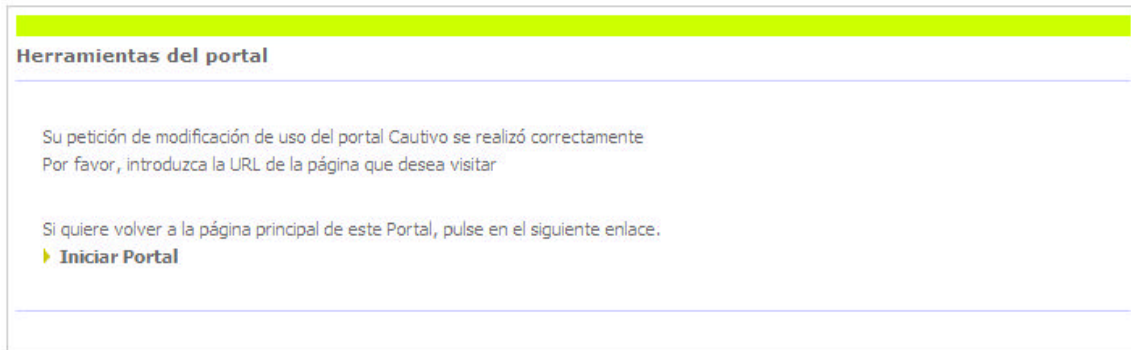 Herramientas del portal
Su petición de modificación de uso del portal Cautivo se realizó correctamente
Por favor, introduzca la URL de la página que desea visitar
Si quiere volver a la página principal de este Portal, pulse en el siguiente enlace.
Iniciar Portal